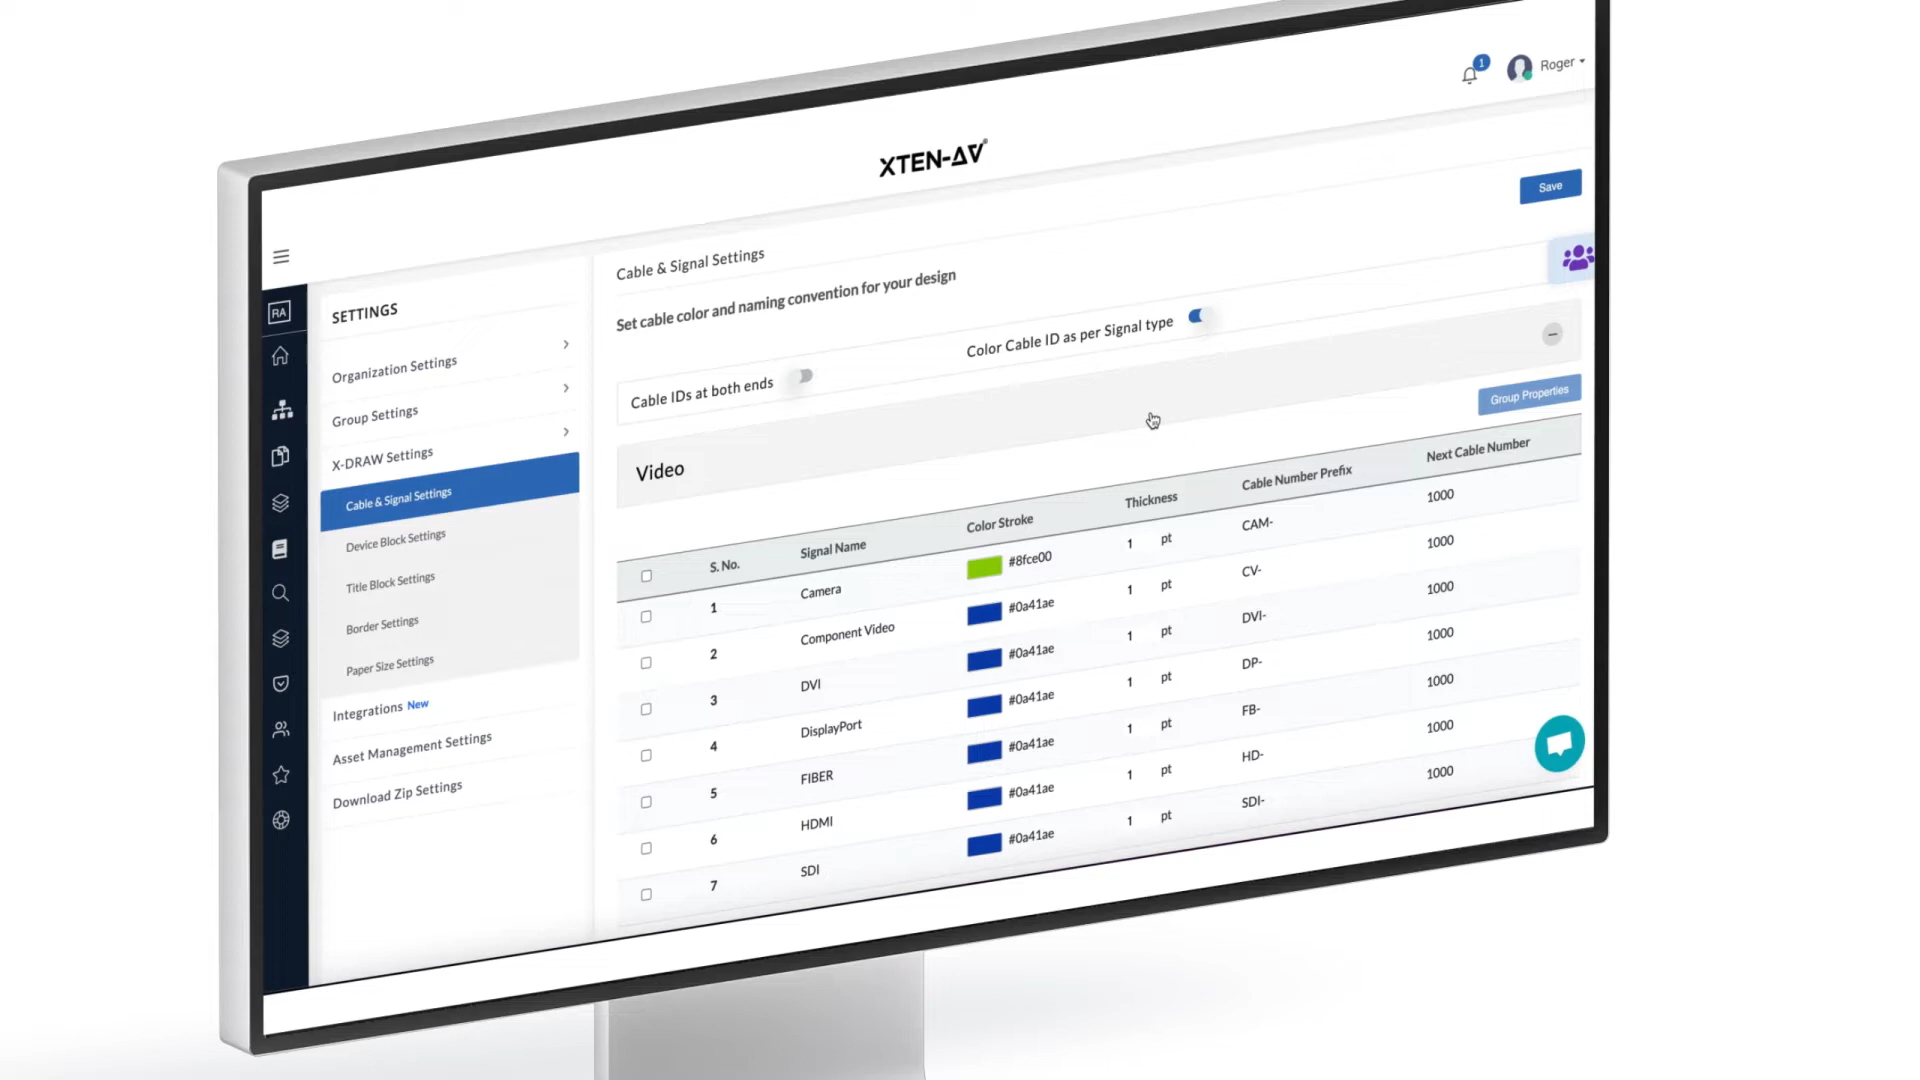 1
Roger
XTEN-AV
Save
RA
SETTINGS
Organization Settings
Group Settings
X-DRAW Settings
Cable & Signal Settings
Device Block Settings
Title Block Settings
Border Settings
Paper Size Settings
Integrations New
Asset Management Settings
Download Zip Settings
Cable & Signal Settings
Set cable color and naming convention for your design
Cable IDs at both ends
Color Cable ID as per Signal type
Video
Group Properties
S. No. Signal Name Color Stroke Thickness Cable Number Prefix Next Cable Number
1 Camera #8fce00 1 pt CAM- 1000
2 Component Video #0a41ae 1 pt CV- 1000
3 DVI #0a41ae 1 pt DVI- 1000
4 DisplayPort #0a41ae 1 pt DP- 1000
5 FIBER #0a41ae 1 pt FB- 1000
6 HDMI #0a41ae 1 pt HD- 1000
7 SDI #0a41ae 1 pt SDI- 1000